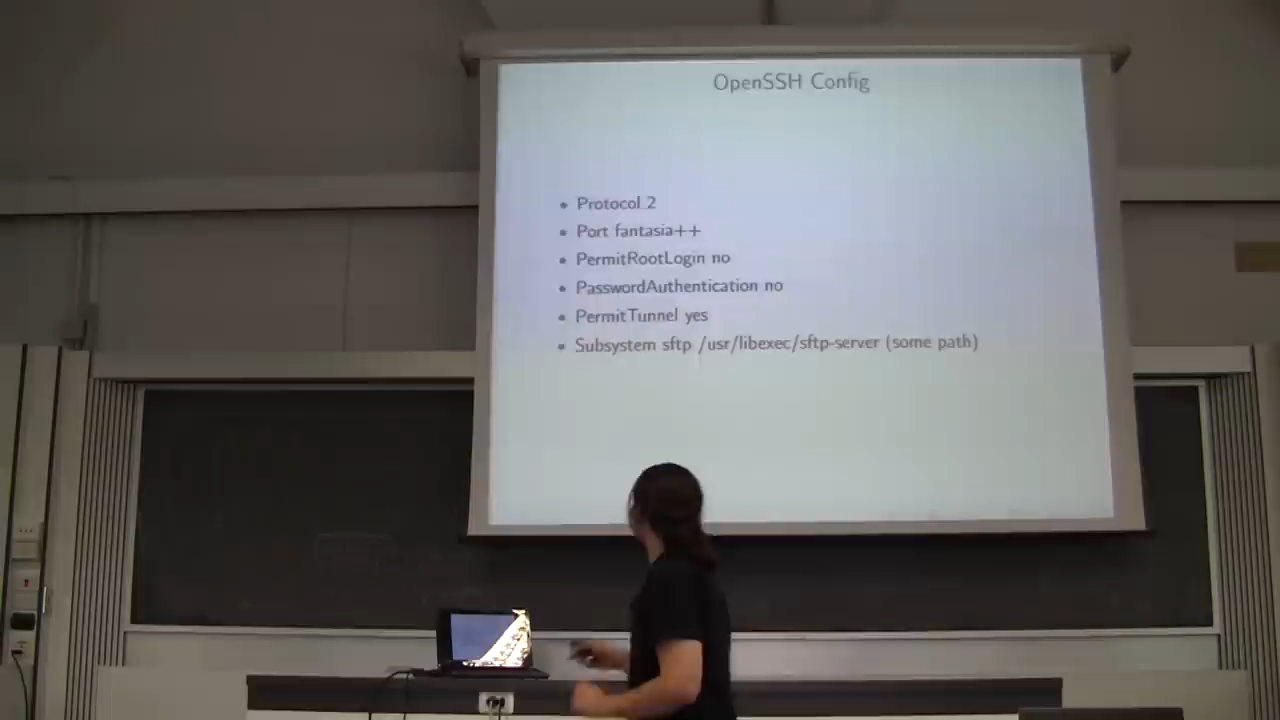 OpenSSH Config
• Protocol 2
• Port fantasia++
• PermitRootLogin no
• PasswordAuthentication no
• PermitTunnel yes
• Subsystem sftp /usr/libexec/sftp-server (some path)